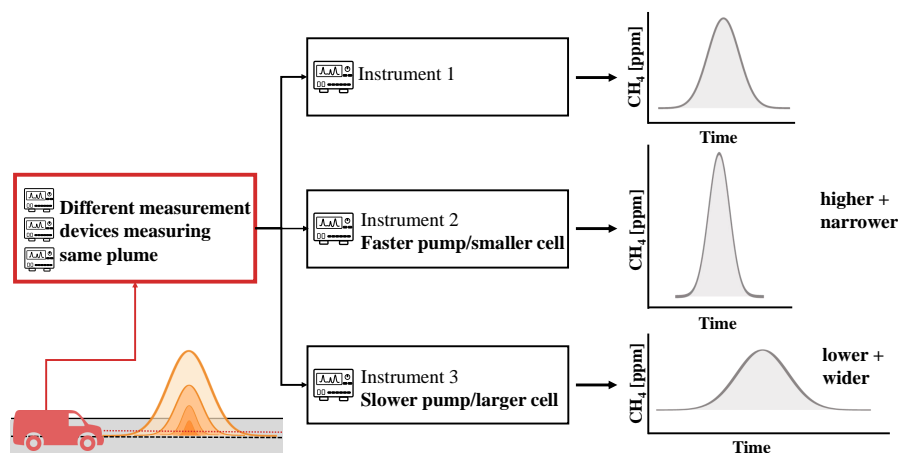 Different measurement
devices measuring
same plume
Instrument 1
CH₄ [ppm]
Time
Instrument 2
Faster pump/smaller cell
CH₄ [ppm]
Time
higher +
narrower
Instrument 3
Slower pump/larger cell
CH₄ [ppm]
Time
lower +
wider